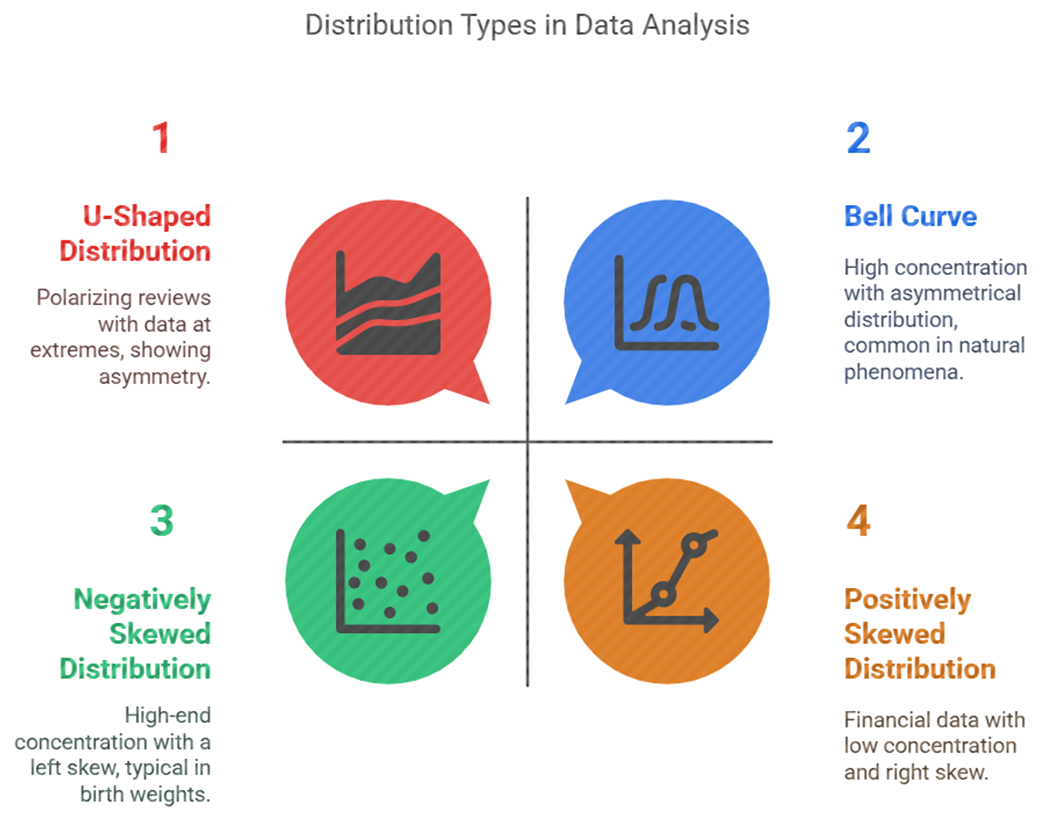 Distribution Types in Data Analysis
1
U-Shaped
Distribution
Polarizing reviews
with data at
extremes, showing
asymmetry.
2
Bell Curve
High concentration
with asymmetrical
distribution,
common in natural
phenomena.
3
Negatively
Skewed
Distribution
High-end
concentration with a
left skew, typical in
birth weights.
4
Positively
Skewed
Distribution
Financial data with
low concentration
and right skew.